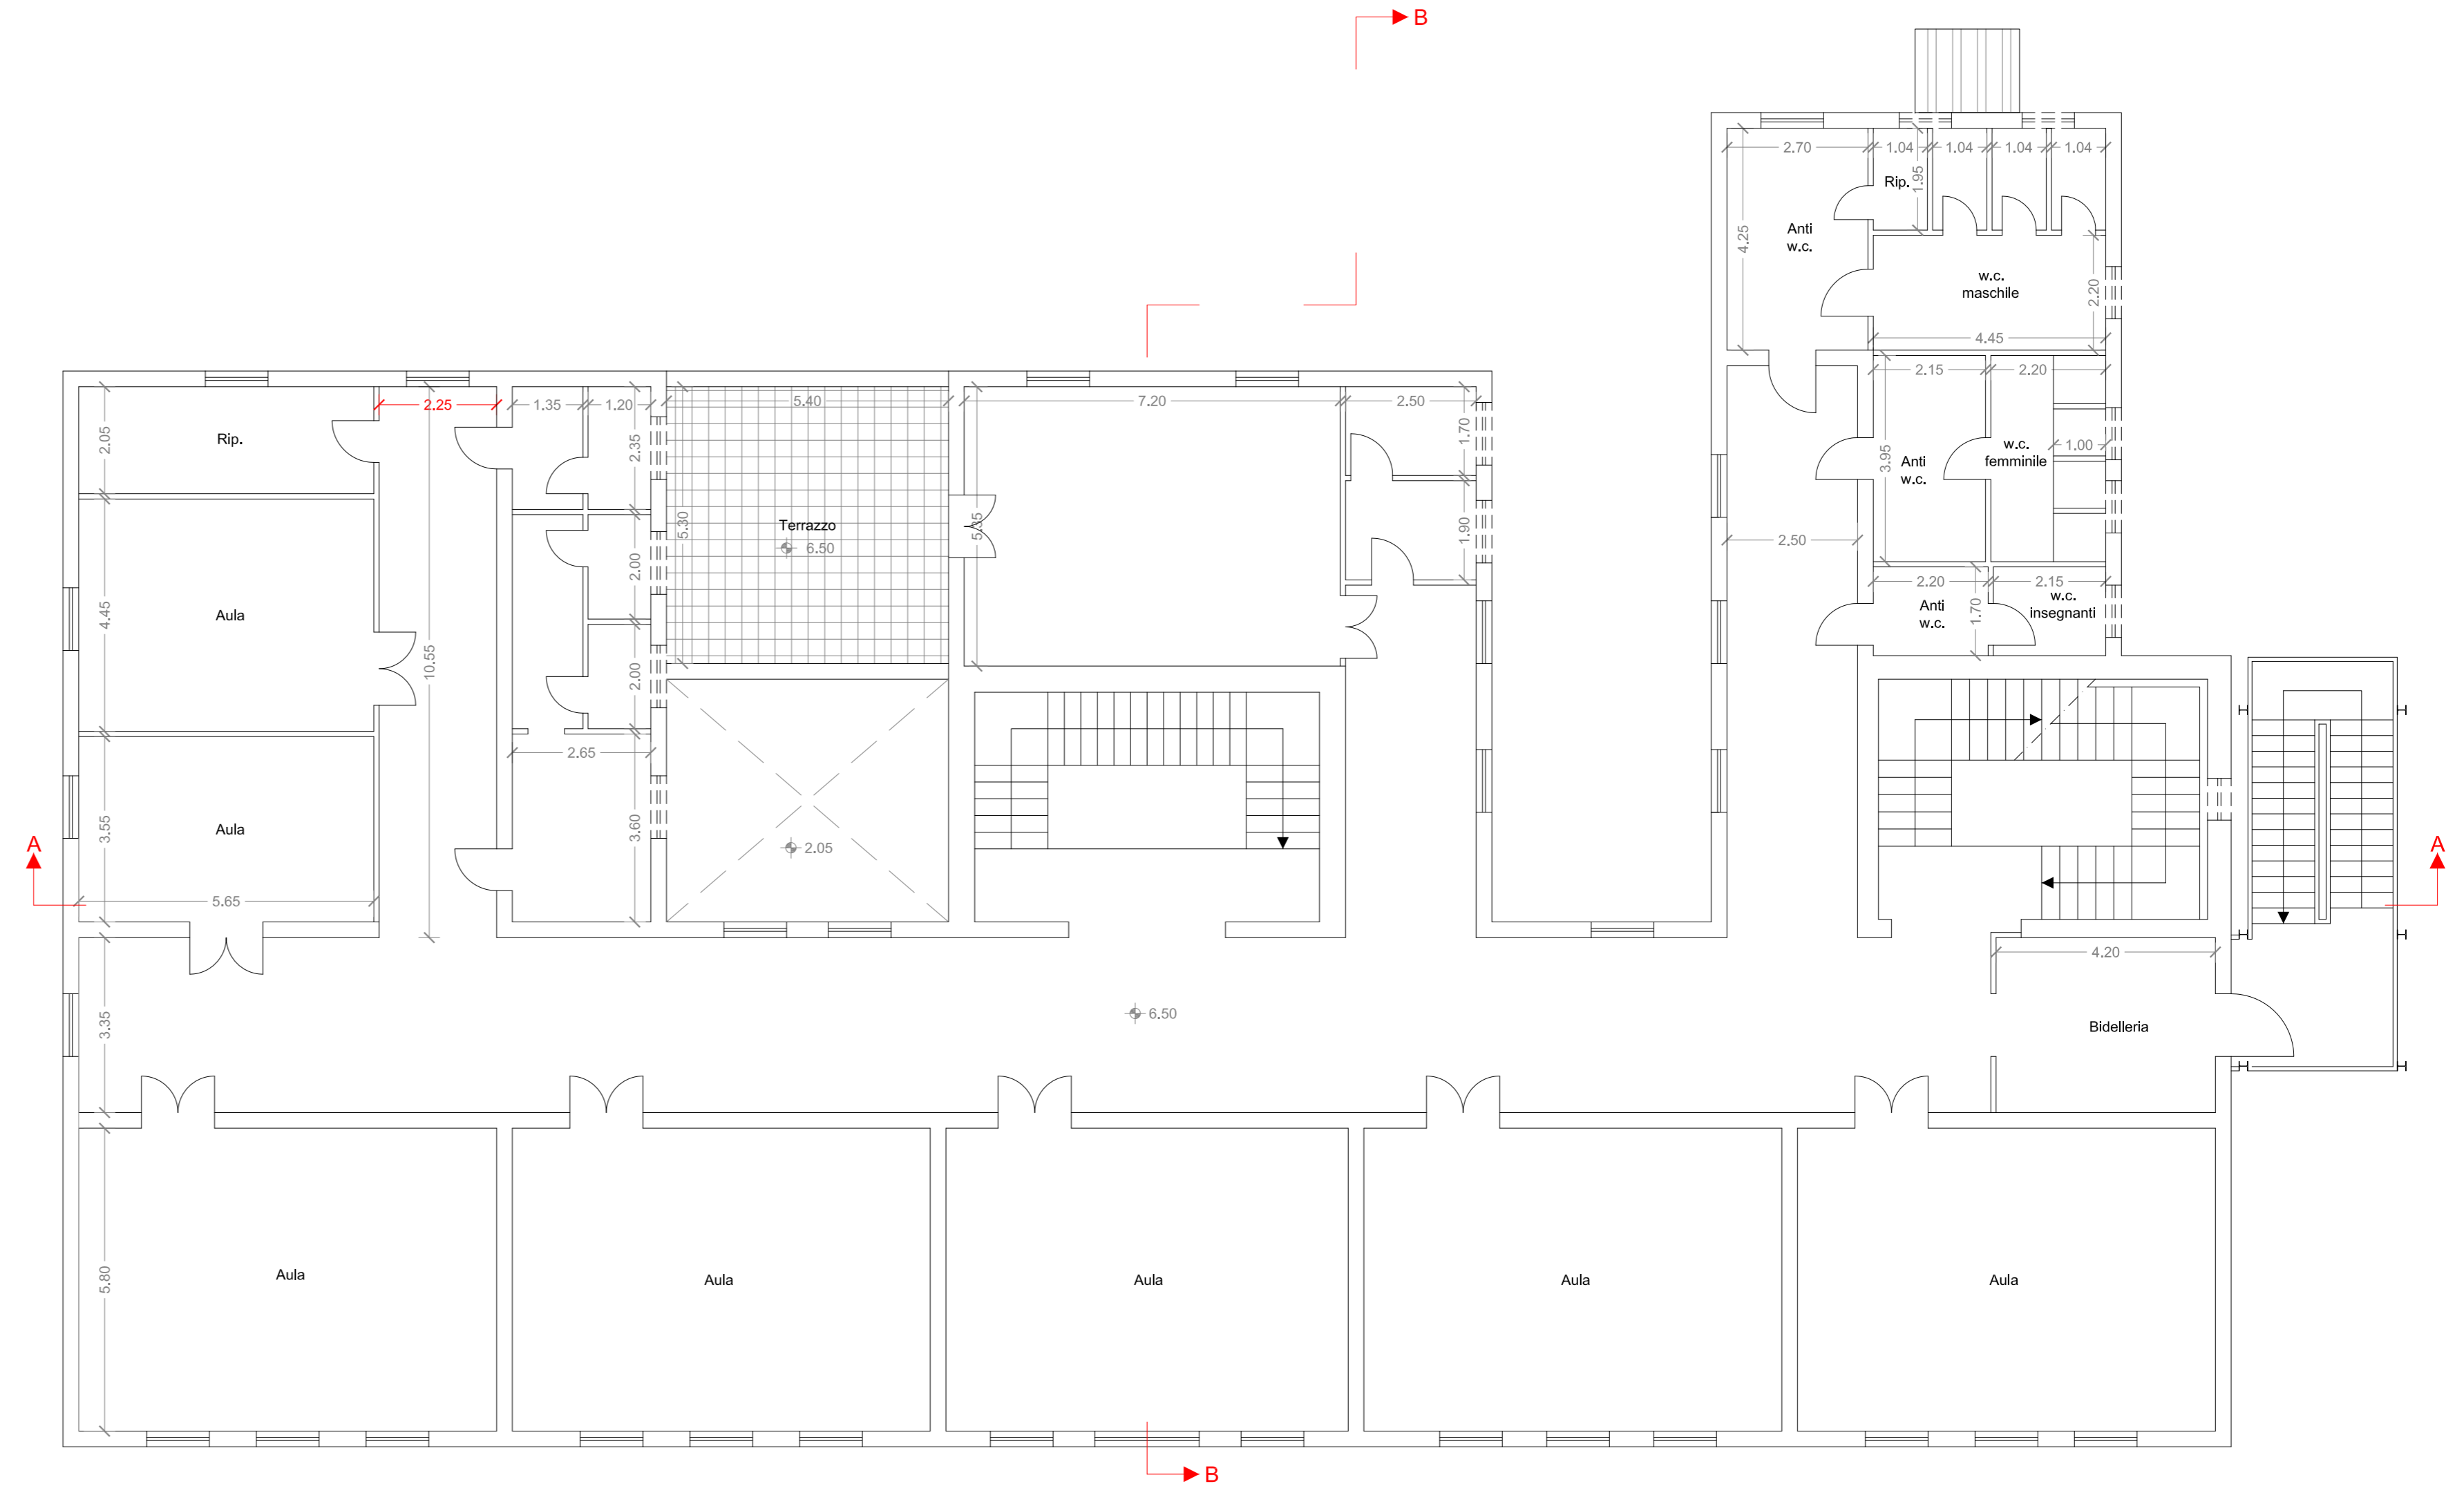 B
2.70
1.04
1.04
1.04
1.04
1.95
Rip.
Anti
w.c.
4.25
w.c.
maschile
2.20
4.45
2.15
2.20
2.25
1.35
1.20
5.40
7.20
2.50
1.70
2.05
Rip.
2.35
3.95
Anti
w.c.
w.c.
femminile
1.00
5.30
Terrazzo
6.50
5.35
1.90
2.50
2.00
2.20
2.15
Anti
w.c.
1.70
w.c.
insegnanti
4.45
Aula
10.55
2.00
2.65
3.55
Aula
3.60
2.05
A
A
5.65
4.20
3.35
6.50
Bidelleria
5.80
Aula
Aula
Aula
Aula
Aula
B